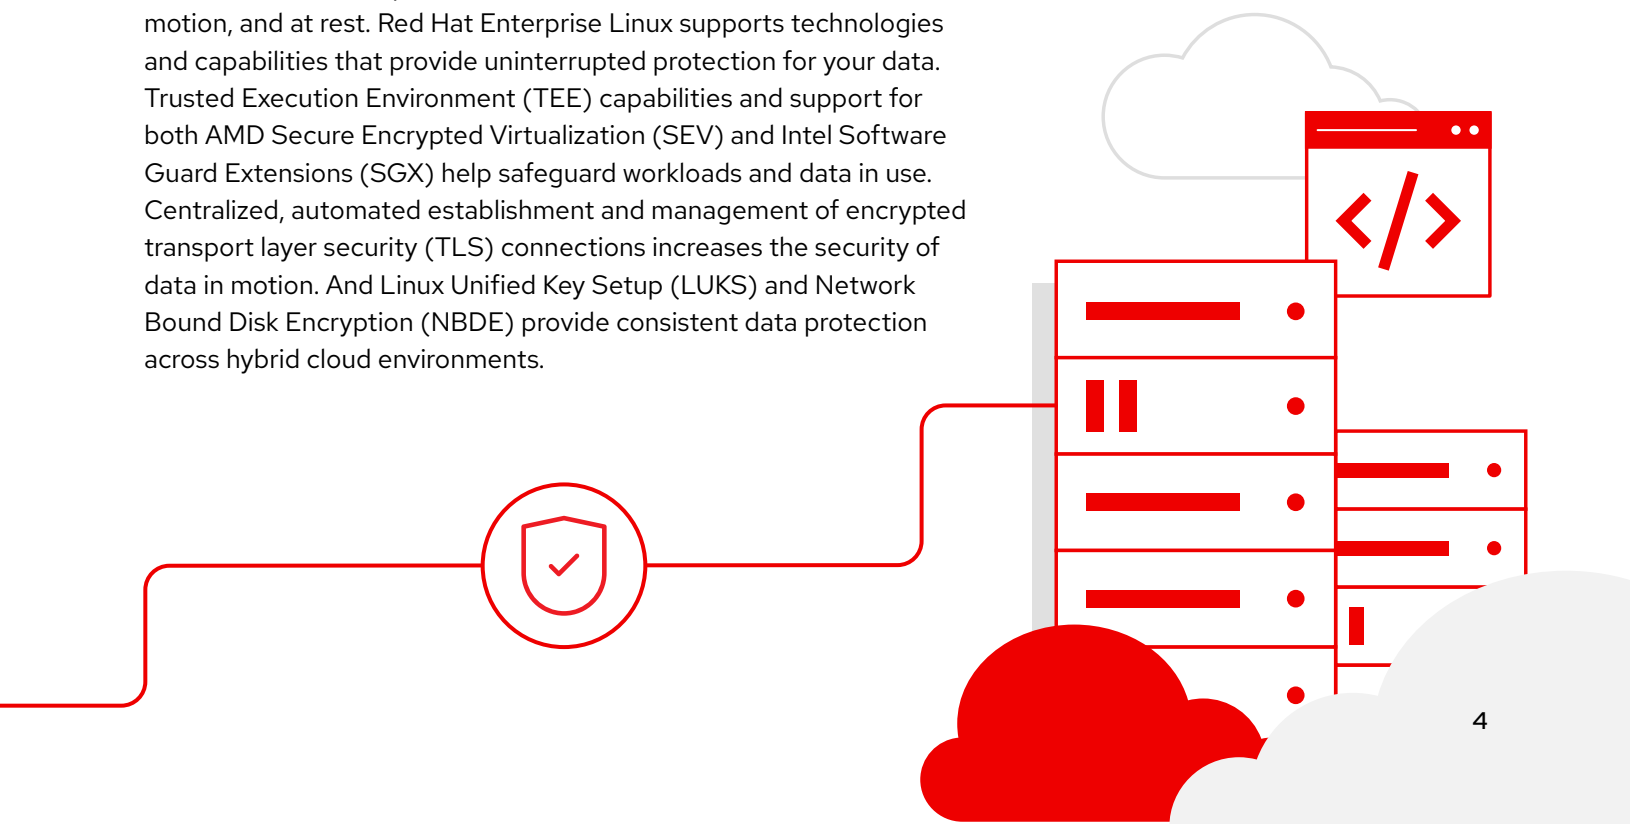 motion, and at rest. Red Hat Enterprise Linux supports technologies
and capabilities that provide uninterrupted protection for your data.
Trusted Execution Environment (TEE) capabilities and support for
both AMD Secure Encrypted Virtualization (SEV) and Intel Software
Guard Extensions (SGX) help safeguard workloads and data in use.
Centralized, automated establishment and management of encrypted
transport layer security (TLS) connections increases the security of
data in motion. And Linux Unified Key Setup (LUKS) and Network
Bound Disk Encryption (NBDE) provide consistent data protection
across hybrid cloud environments.
</>
4